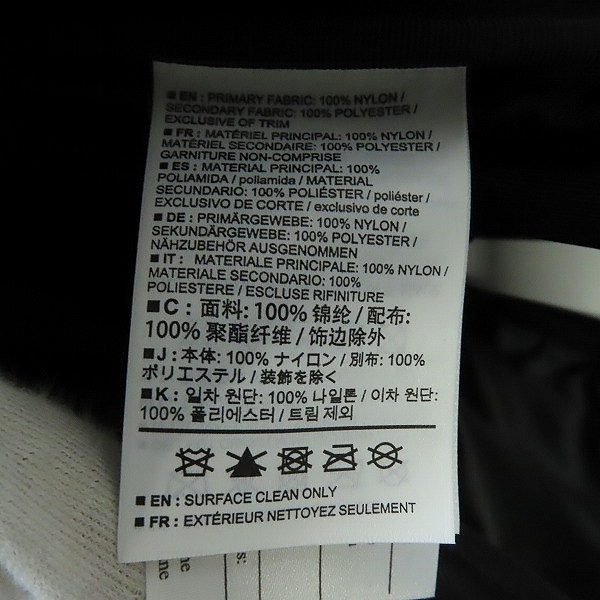 ■ EN: PRIMARY FABRIC: 100% NYLON /
SECONDARY FABRIC: 100% POLYESTER /
EXCLUSIVE OF TRIM
■ FR: MATÉRIEL PRINCIPAL: 100% NYLON /
MATÉRIEL SECONDAIRE: 100% POLYESTER /
GARNITURE NON-COMPRISE
■ ES: MATERIAL PRINCIPAL: 100%
POLIAMIDA / poliamida / MATERIAL
SECUNDARIO: 100% POLIÉSTER / poliéster /
EXCLUSIVO DE CORTE / exclusivo de corte
■ DE: PRIMÄRGEWEBE: 100% NYLON /
SEKUNDÄRGEWEBE: 100% POLYESTER /
NÄHZUBEHÖR AUSGENOMMEN
■ IT: MATERIALE PRINCIPALE: 100% NYLON /
MATERIALE SECUNDARIO: 100%
POLIESTERE / ESCLUSE RIFINITURE
■ C: 面料: 100% 锦纶 / 配布:
100% 聚酯纤维 / 饰边除外
■ J: 本体: 100% ナイロン / 別布: 100%
ポリエステル / 装飾を除く
■ K: 일차 원단: 100% 나일론 / 이차 원단:
100% 폴리에스터 / 트림 제외
■ EN: SURFACE CLEAN ONLY
■ FR: EXTÉRIEUR NETTOYEZ SEULEMENT